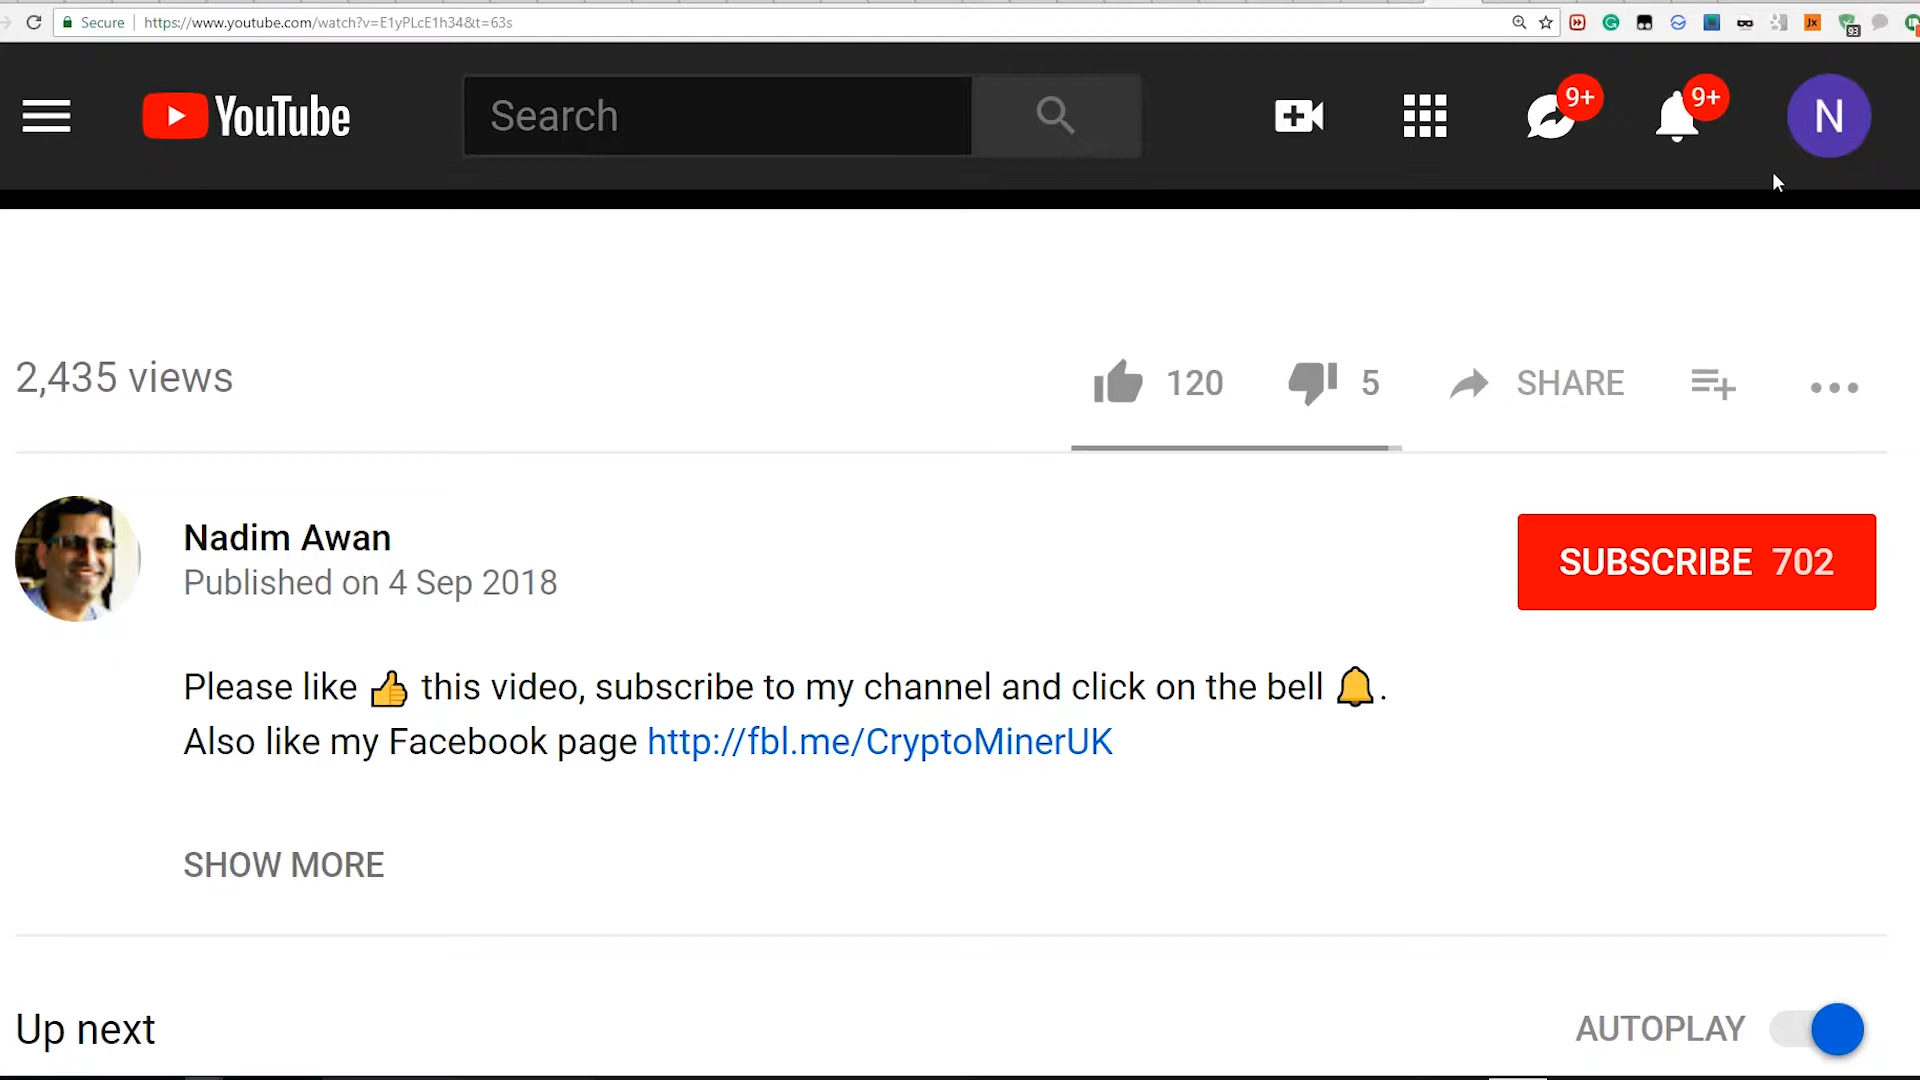 Secure https://www.youtube.com/watch?v=E1yPLcE1h34&t=63s
JX 93
YouTube Search 9+ 9+ N
2,435 views 120 5 SHARE
Nadim Awan
Published on 4 Sep 2018
SUBSCRIBE 702
Please like 👍 this video, subscribe to my channel and click on the bell 🔔.
Also like my Facebook page http://fbl.me/CryptoMinerUK
SHOW MORE
Up next AUTOPLAY